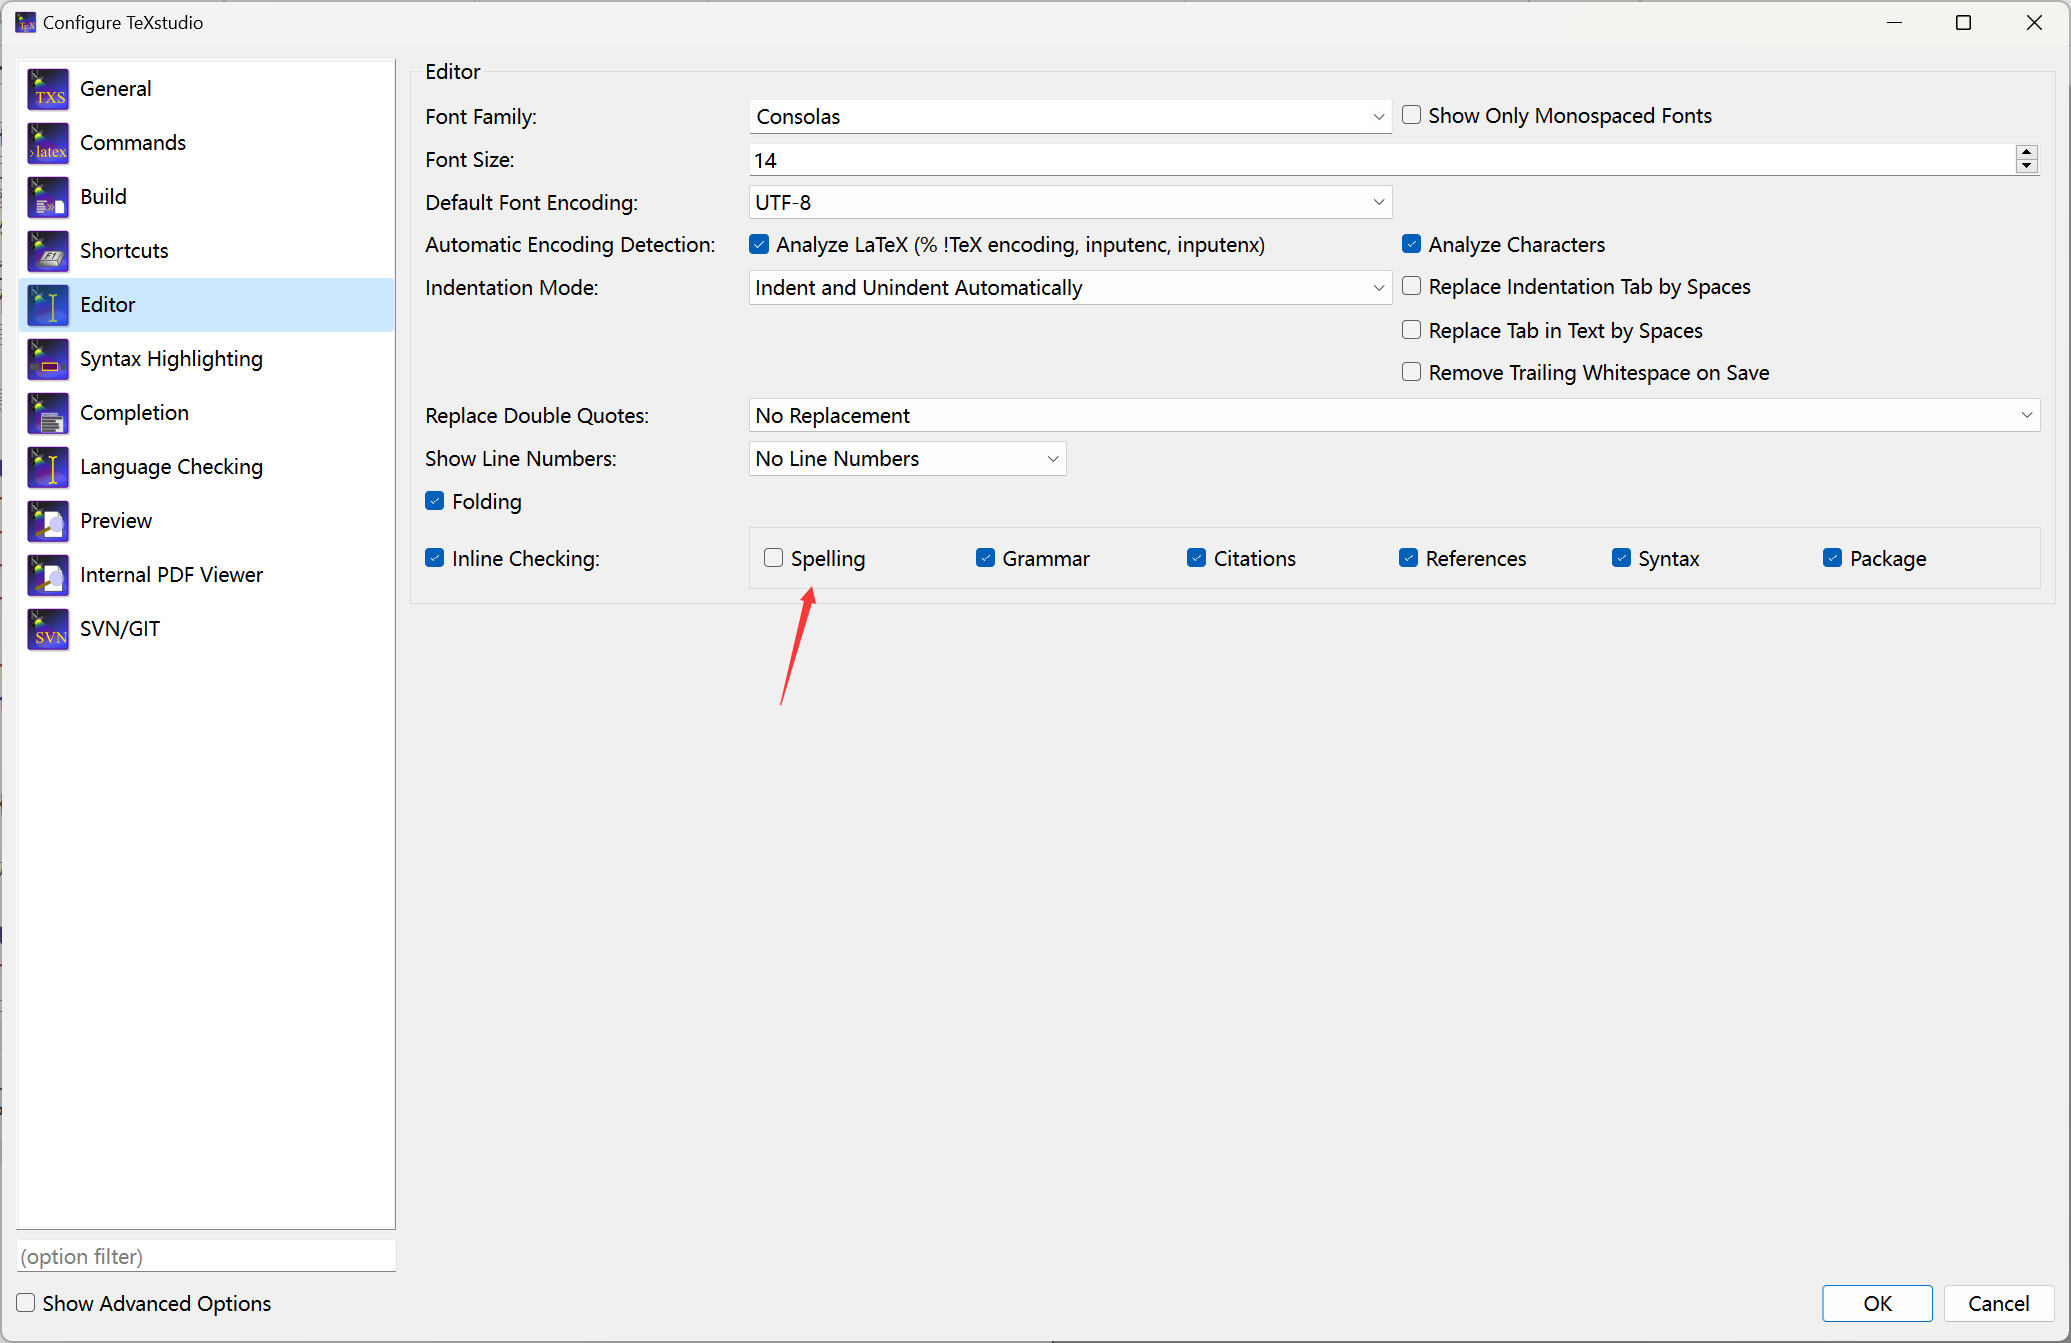 Configure TeXstudio
General
Commands
Build
Shortcuts
Editor
Syntax Highlighting
Completion
Language Checking
Preview
Internal PDF Viewer
SVN/GIT
(option filter)
Show Advanced Options
Editor
Font Family: Consolas Show Only Monospaced Fonts
Font Size: 14
Default Font Encoding: UTF-8
Automatic Encoding Detection: Analyze LaTeX (% !TeX encoding, inputenc, inputenx) Analyze Characters
Indentation Mode: Indent and Unindent Automatically Replace Indentation Tab by Spaces
Replace Tab in Text by Spaces
Remove Trailing Whitespace on Save
Replace Double Quotes: No Replacement
Show Line Numbers: No Line Numbers
Folding
Inline Checking: Spelling Grammar Citations References Syntax Package
OK Cancel